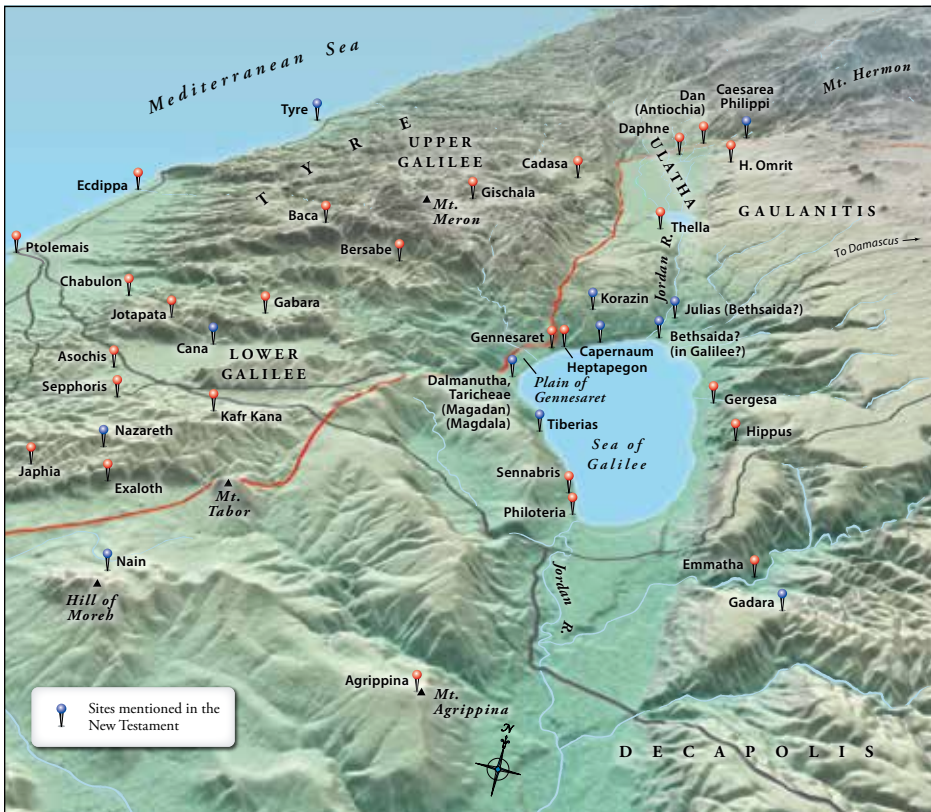 Mediterranean Sea
Mt. Hermon
Tyre
Dan
(Antiochia)
Caesarea
Philippi
Daphne
H. Omrit
TYRE
UPPER
GALILEE
ULATHA
Cadasa
Ecdippa
Gischala
Mt.
Meron
Baca
GAULANITIS
Thella
Ptolemais
Bersabe
Jordan R.
To Damascus
Chabulon
Jotapata
Gabara
Korazin
Julias (Bethsaida?)
Cana
Gennesaret
Capernaum
Heptapegon
Bethsaida?
(in Galilee?)
Asochis
LOWER
GALILEE
Sepphoris
Dalmanutha,
Taricheae
(Magadan)
(Magdala)
Plain of
Gennesaret
Gergesa
Kafr Kana
Nazareth
Tiberias
Hippus
Sea of
Galilee
Japhia
Exaloth
Mt.
Tabor
Sennabris
Philoteria
Nain
Hill of
Moreh
Jordan R.
Emmatha
Gadara
Agrippina
Mt.
Agrippina
Sites mentioned in the
New Testament
N
DECAPOLIS